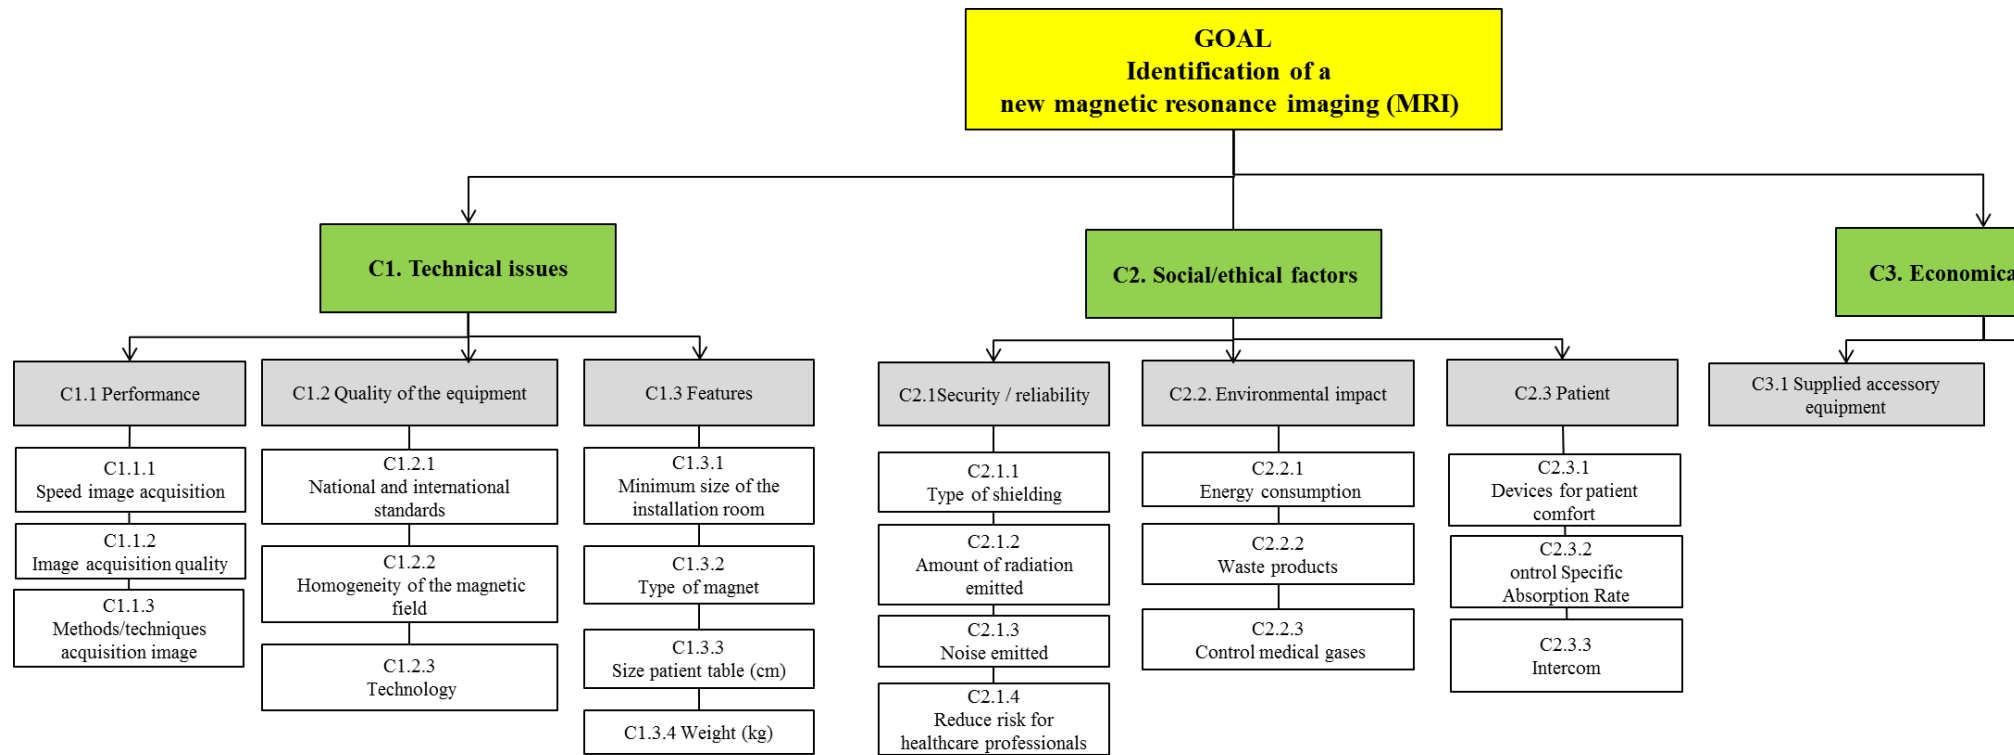 GOAL
Identification of a
new magnetic resonance imaging (MRI)
C1. Technical issues
C2. Social/ethical factors
C3. Economica
C1.1 Performance
C1.2 Quality of the equipment
C1.3 Features
C2.1Security / reliability
C2.2. Environmental impact
C2.3 Patient
C3.1 Supplied accessory
equipment
C1.1.1
Speed image acquisition
C1.1.2
Image acquisition quality
C1.1.3
Methods/techniques
acquisition image
C1.2.1
National and international
standards
C1.2.2
Homogeneity of the magnetic
field
C1.2.3
Technology
C1.3.1
Minimum size of the
installation room
C1.3.2
Type of magnet
C1.3.3
Size patient table (cm)
C1.3.4 Weight (kg)
C2.1.1
Type of shielding
C2.1.2
Amount of radiation
emitted
C2.1.3
Noise emitted
C2.1.4
Reduce risk for
healthcare professionals
C2.2.1
Energy consumption
C2.2.2
Waste products
C2.2.3
Control medical gases
C2.3.1
Devices for patient
comfort
C2.3.2
ontrol Specific
Absorption Rate
C2.3.3
Intercom